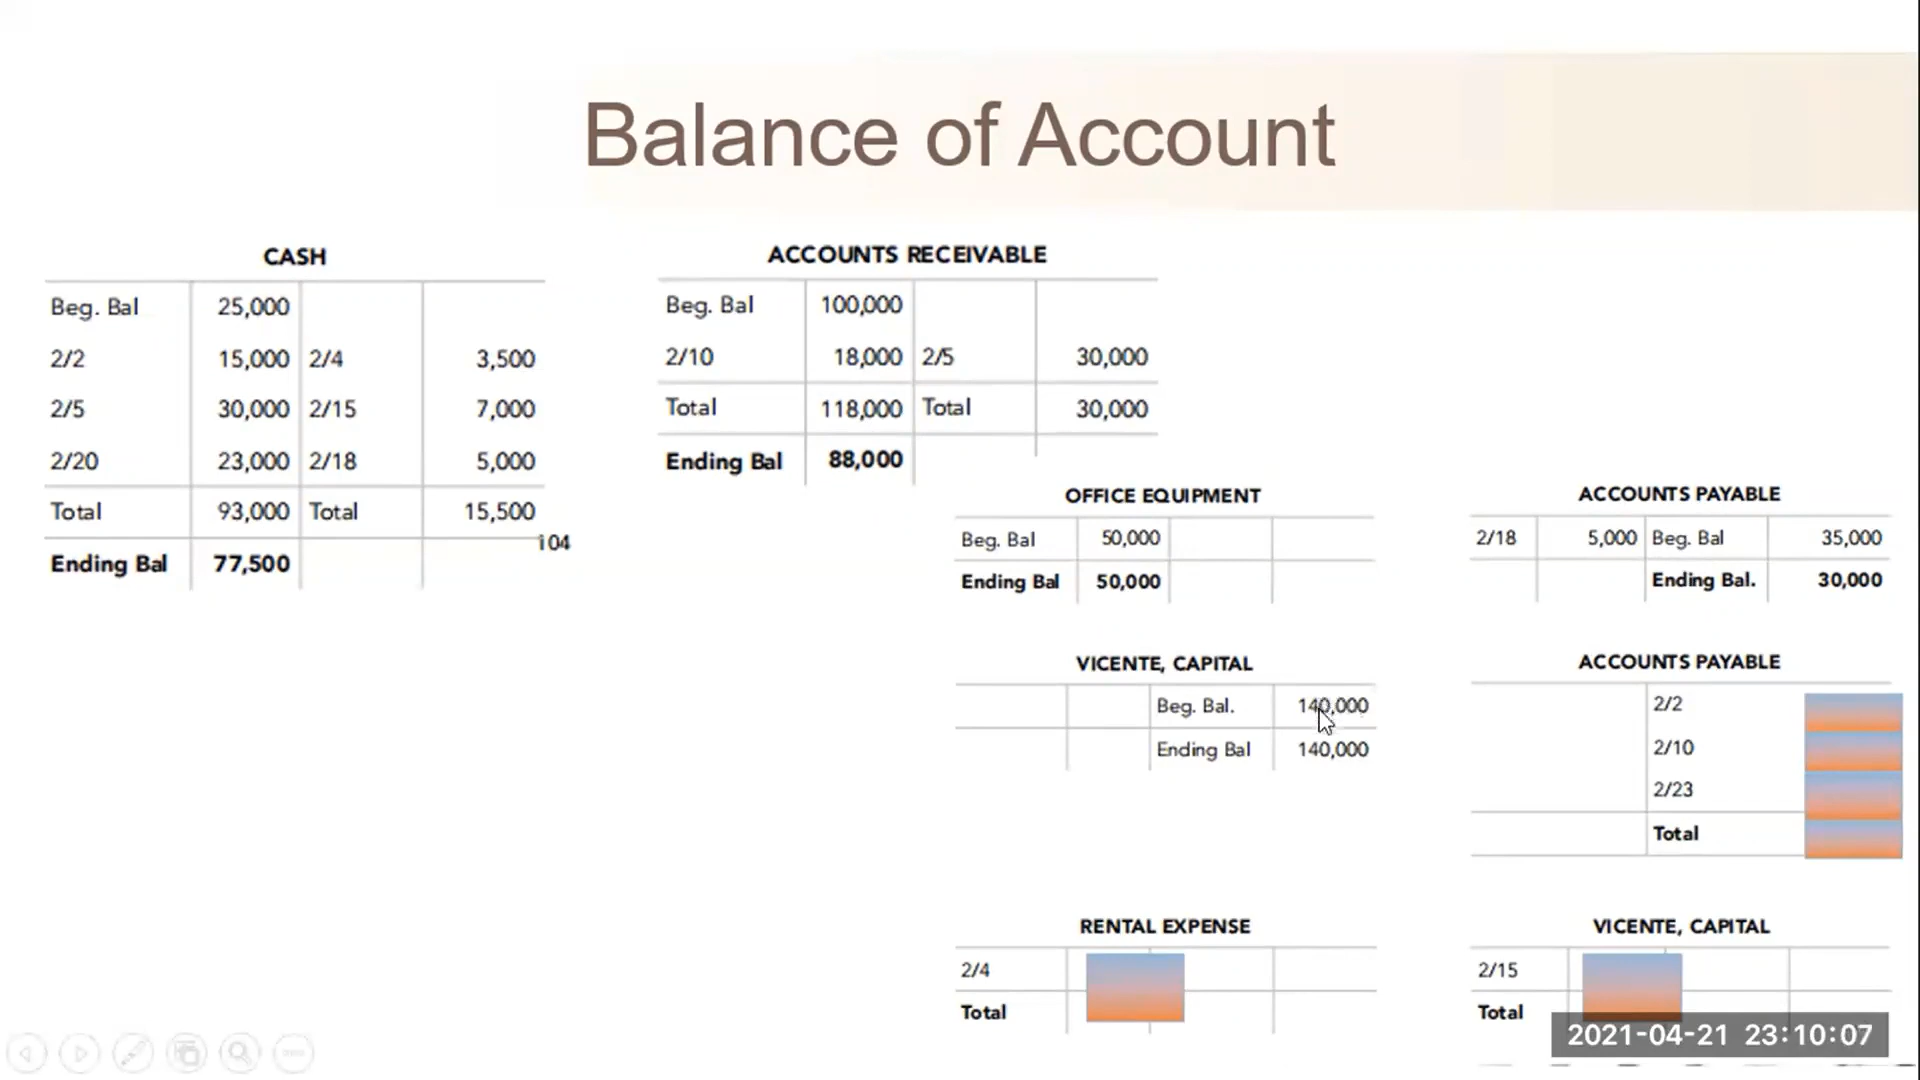 Balance of Account
CASH
Beg. Bal 25,000
2/2 15,000 2/4 3,500
2/5 30,000 2/15 7,000
2/20 23,000 2/18 5,000
Total 93,000 Total 15,500
104
Ending Bal 77,500
ACCOUNTS RECEIVABLE
Beg. Bal 100,000
2/10 18,000 2/5 30,000
Total 118,000 Total 30,000
Ending Bal 88,000
OFFICE EQUIPMENT
Beg. Bal 50,000
Ending Bal 50,000
ACCOUNTS PAYABLE
2/18 5,000 Beg. Bal 35,000
Ending Bal. 30,000
VICENTE, CAPITAL
Beg. Bal. 140,000
Ending Bal 140,000
ACCOUNTS PAYABLE
2/2
2/10
2/23
Total
RENTAL EXPENSE
2/4
Total
VICENTE, CAPITAL
2/15
Total
2021-04-21 23:10:07